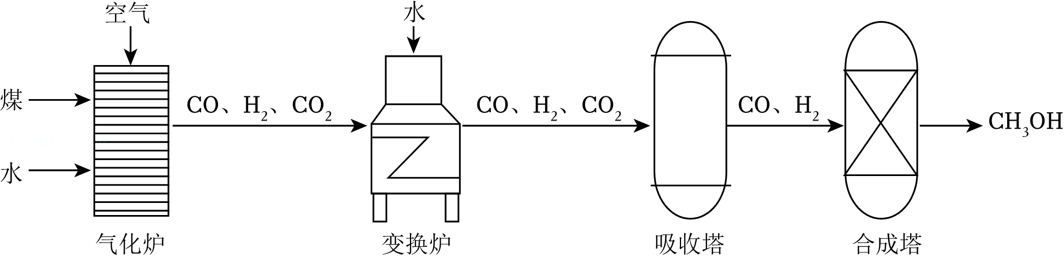 空气
水
煤
水
CO、H₂、CO₂
CO、H₂、CO₂
CO、H₂
CH₃OH
气化炉
变换炉
吸收塔
合成塔